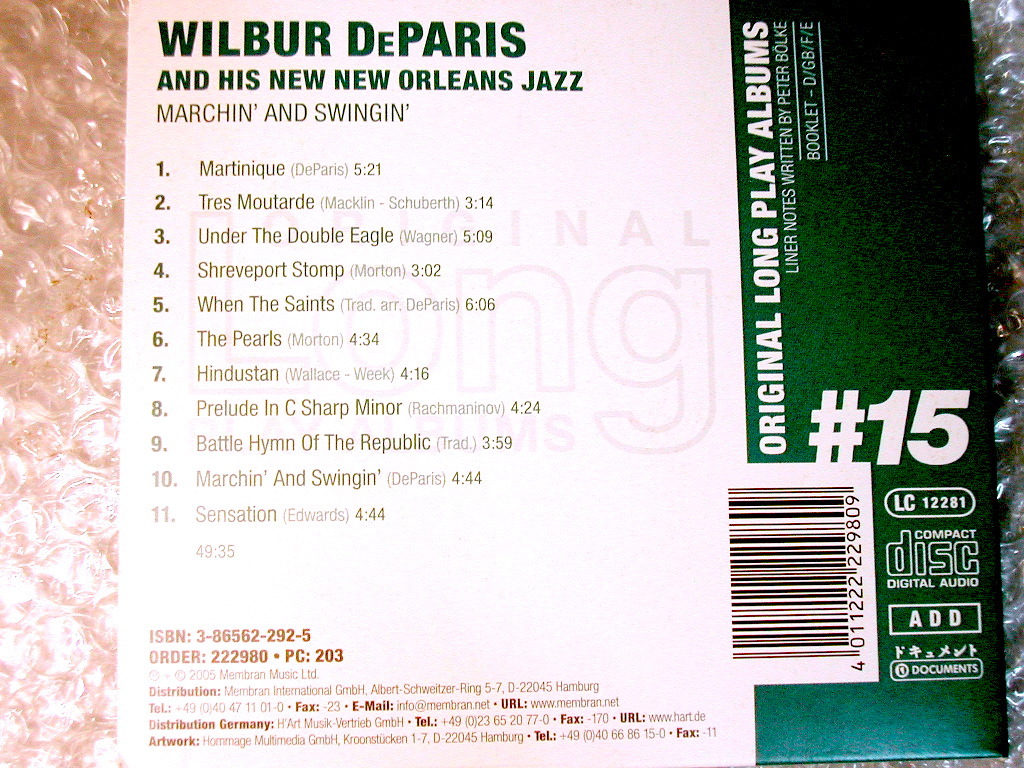 WILBUR DEPARIS
AND HIS NEW NEW ORLEANS JAZZ
MARCHIN' AND SWINGIN'
1. Martinique (DeParis) 5:21
2. Tres Moutarde (Macklin - Schuberth) 3:14
3. Under The Double Eagle (Wagner) 5:09
4. Shreveport Stomp (Morton) 3:02
5. When The Saints (Trad. arr. DeParis) 6:06
6. The Pearls (Morton) 4:34
7. Hindustan (Wallace - Week) 4:16
8. Prelude In C Sharp Minor (Rachmaninov) 4:24
9. Battle Hymn Of The Republic (Trad.) 3:59
10. Marchin' And Swingin' (DeParis) 4:44
11. Sensation (Edwards) 4:44
49:35
ORIGINAL
Long
PLAY ALBUMS
ISBN: 3-86562-292-5
ORDER: 222980 • PC: 203
℗ + © 2005 Membran Music Ltd.
Distribution: Membran International GmbH, Albert-Schweitzer-Ring 5-7, D-22045 Hamburg
Tel.: +49 (0)40 47 11 01-0 • Fax: -23 • E-Mail: info@membran.net • URL: www.membran.net
Distribution Germany: H'Art Musik-Vertrieb GmbH • Tel.: +49 (0)23 65 20 77-0 • Fax: -170 • URL: www.hart.de
Artwork: Hommage Multimedia GmbH, Kroonstücken 1-7, D-22045 Hamburg • Tel.: +49 (0)40 66 86 15-0 • Fax: -11
ORIGINAL LONG PLAY ALBUMS
LINER NOTES WRITTEN BY PETER BÖLKE
BOOKLET - D/GB/F/E
#15
4 011222 229809
LC 12281
COMPACT
disc
DIGITAL AUDIO
ADD
ドキュメント
DOCUMENTS